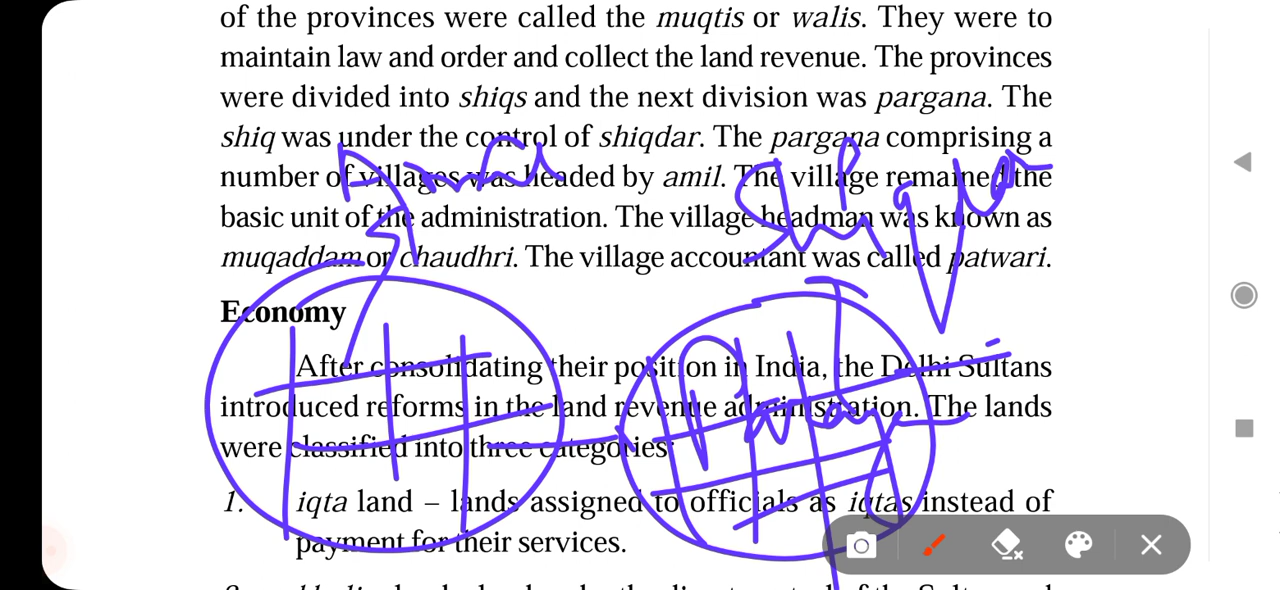 of the provinces were called the muqtis or walis. They were to
maintain law and order and collect the land revenue. The provinces
were divided into shiqs and the next division was pargana. The
shiq was under the control of shiqdar. The pargana comprising a
number of villages was headed by amil. The village remained the
basic unit of the administration. The village headman was known as
muqaddam or chaudhri. The village accountant was called patwari.
Economy
After consolidating their position in India, the Delhi Sultans
introduced reforms in the land revenue administration. The lands
were classified into three categories:
1. iqta land – lands assigned to officials as iqtas instead of
payment for their services.